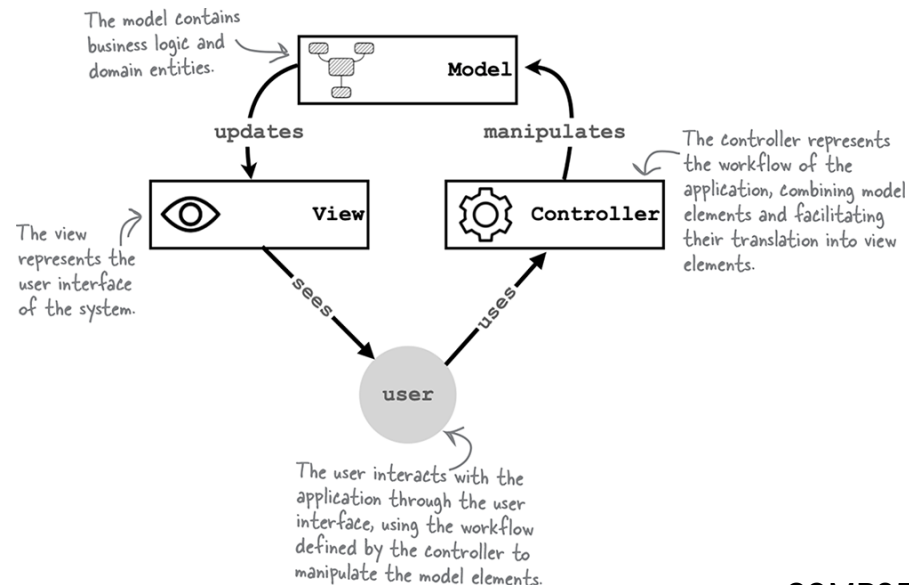 The model contains
business logic and
domain entities.
Model
updates
manipulates
The controller represents
the workflow of the
application, combining model
elements and facilitating
their translation into view
elements.
View
Controller
The view
represents the
user interface
of the system.
sees
uses
user
The user interacts with the
application through the user
interface, using the workflow
defined by the controller to
manipulate the model elements.